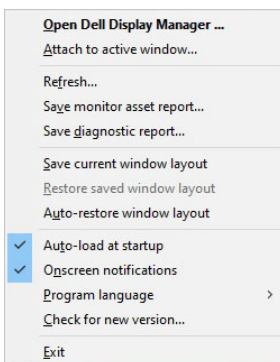 Open Dell Display Manager ...
Attach to active window...
Refresh...
Save monitor asset report...
Save diagnostic report...
Save current window layout
Restore saved window layout
Auto-restore window layout
Auto-load at startup
Onscreen notifications
Program language
Check for new version...
Exit